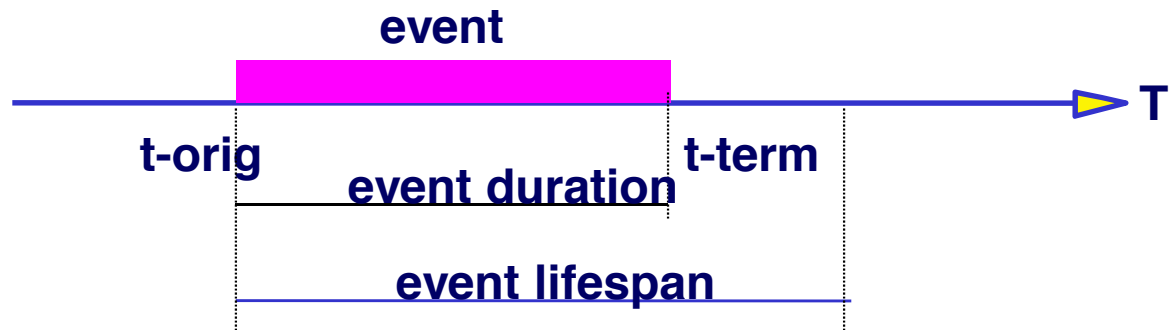 event
T
t-orig
t-term
event duration
event lifespan